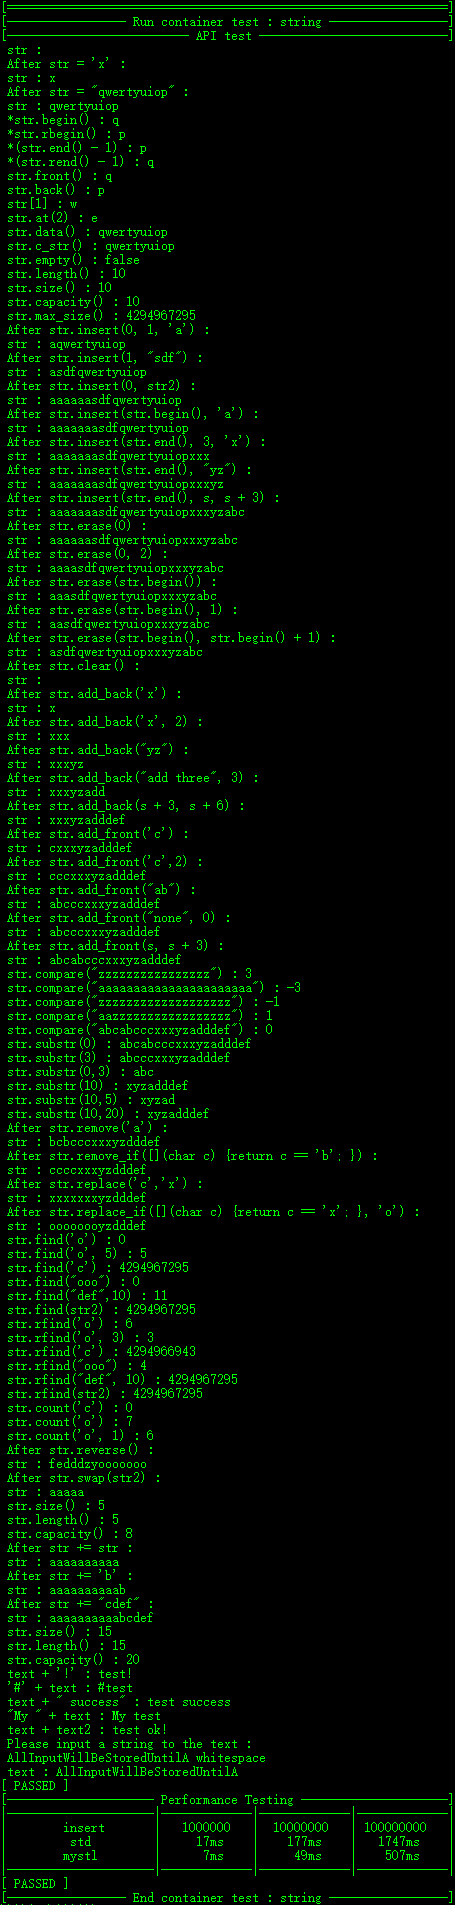 Run container test : string
API test
str :
After str = 'x' :
str : x
After str = "qwertyuiop" :
str : qwertyuiop
*str.begin() : q
*str.rbegin() : p
*(str.end() - 1) : p
*(str.rend() - 1) : q
str.front() : q
str.back() : p
str[1] : w
str.at(2) : e
str.data() : qwertyuiop
str.c_str() : qwertyuiop
str.empty() : false
str.length() : 10
str.size() : 10
str.capacity() : 10
str.max_size() : 4294967295
After str.insert(0, 1, 'a') :
str : aqwertyuiop
After str.insert(1, "sdf") :
str : asdfqwertyuiop
After str.insert(0, str2) :
str : aaaaaasdfqwertyuiop
After str.insert(str.begin(), 'a') :
str : aaaaaaasdfqwertyuiop
After str.insert(str.end(), 3, 'x') :
str : aaaaaaasdfqwertyuiopxxx
After str.insert(str.end(), "yz") :
str : aaaaaaasdfqwertyuiopxxxyz
After str.insert(str.end(), s, s + 3) :
str : aaaaaaasdfqwertyuiopxxxyzabc
After str.erase(0) :
str : aaaaaasdfqwertyuiopxxxyzabc
After str.erase(0, 2) :
str : aaaasdfqwertyuiopxxxyzabc
After str.erase(str.begin()) :
str : aaasdfqwertyuiopxxxyzabc
After str.erase(str.begin(), 1) :
str : aasdfqwertyuiopxxxyzabc
After str.erase(str.begin(), str.begin() + 1) :
str : asdfqwertyuiopxxxyzabc
After str.clear() :
str :
After str.add_back('x') :
str : x
After str.add_back('x', 2) :
str : xxx
After str.add_back("yz") :
str : xxxyz
After str.add_back("add three", 3) :
str : xxxyzadd
After str.add_back(s + 3, s + 6) :
str : xxxyzadddef
After str.add_front('c') :
str : cxxxyzadddef
After str.add_front('c',2) :
str : cccxxxyzadddef
After str.add_front("ab") :
str : abcccxxxyzadddef
After str.add_front("none", 0) :
str : abcccxxxyzadddef
After str.add_front(s, s + 3) :
str : abcabcccxxxyzadddef
str.compare("zzzzzzzzzzzzzzzz") : 3
str.compare("aaaaaaaaaaaaaaaaaaaaaa") : -3
str.compare("zzzzzzzzzzzzzzzzzzz") : -1
str.compare("aazzzzzzzzzzzzzzzzz") : 1
str.compare("abcabcccxxxyzadddef") : 0
str.substr(0) : abcabcccxxxyzadddef
str.substr(3) : abcccxxxyzadddef
str.substr(0,3) : abc
str.substr(10) : xyzadddef
str.substr(10,5) : xyzad
str.substr(10,20) : xyzadddef
After str.remove('a') :
str : bcbcccxxxyzdddef
After str.remove_if([](char c) {return c == 'b'; }) :
str : ccccxxxyzdddef
After str.replace('c','x') :
str : xxxxxxxyzdddef
After str.replace_if([](char c) {return c == 'x'; }, 'o') :
str : oooooooyzdddef
str.find('o') : 0
str.find('o', 5) : 5
str.find('c') : 4294967295
str.find("ooo") : 0
str.find("def",10) : 11
str.find(str2) : 4294967295
str.rfind('o') : 6
str.rfind('o', 3) : 3
str.rfind('c') : 4294966943
str.rfind("ooo") : 4
str.rfind("def", 10) : 4294967295
str.rfind(str2) : 4294967295
str.count('c') : 0
str.count('o') : 7
str.count('o', 1) : 6
After str.reverse() :
str : fedddzyooooooo
After str.swap(str2) :
str : aaaaa
str.size() : 5
str.length() : 5
str.capacity() : 8
After str += str :
str : aaaaaaaaaa
After str += 'b' :
str : aaaaaaaaaab
After str += "cdef" :
str : aaaaaaaaaabcdef
str.size() : 15
str.length() : 15
str.capacity() : 20
text + '!' : test!
'#' + text : #test
text + " success" : test success
"My " + text : My test
text + text2 : test ok!
Please input a string to the text :
AllInputWillBeStoredUntilA whitespace
text : AllInputWillBeStoredUntilA
[ PASSED ]
Performance Testing
insert | 1000000 | 10000000 | 100000000
std | 17ms | 177ms | 1747ms
mystl | 7ms | 49ms | 507ms
[ PASSED ]
End container test : string